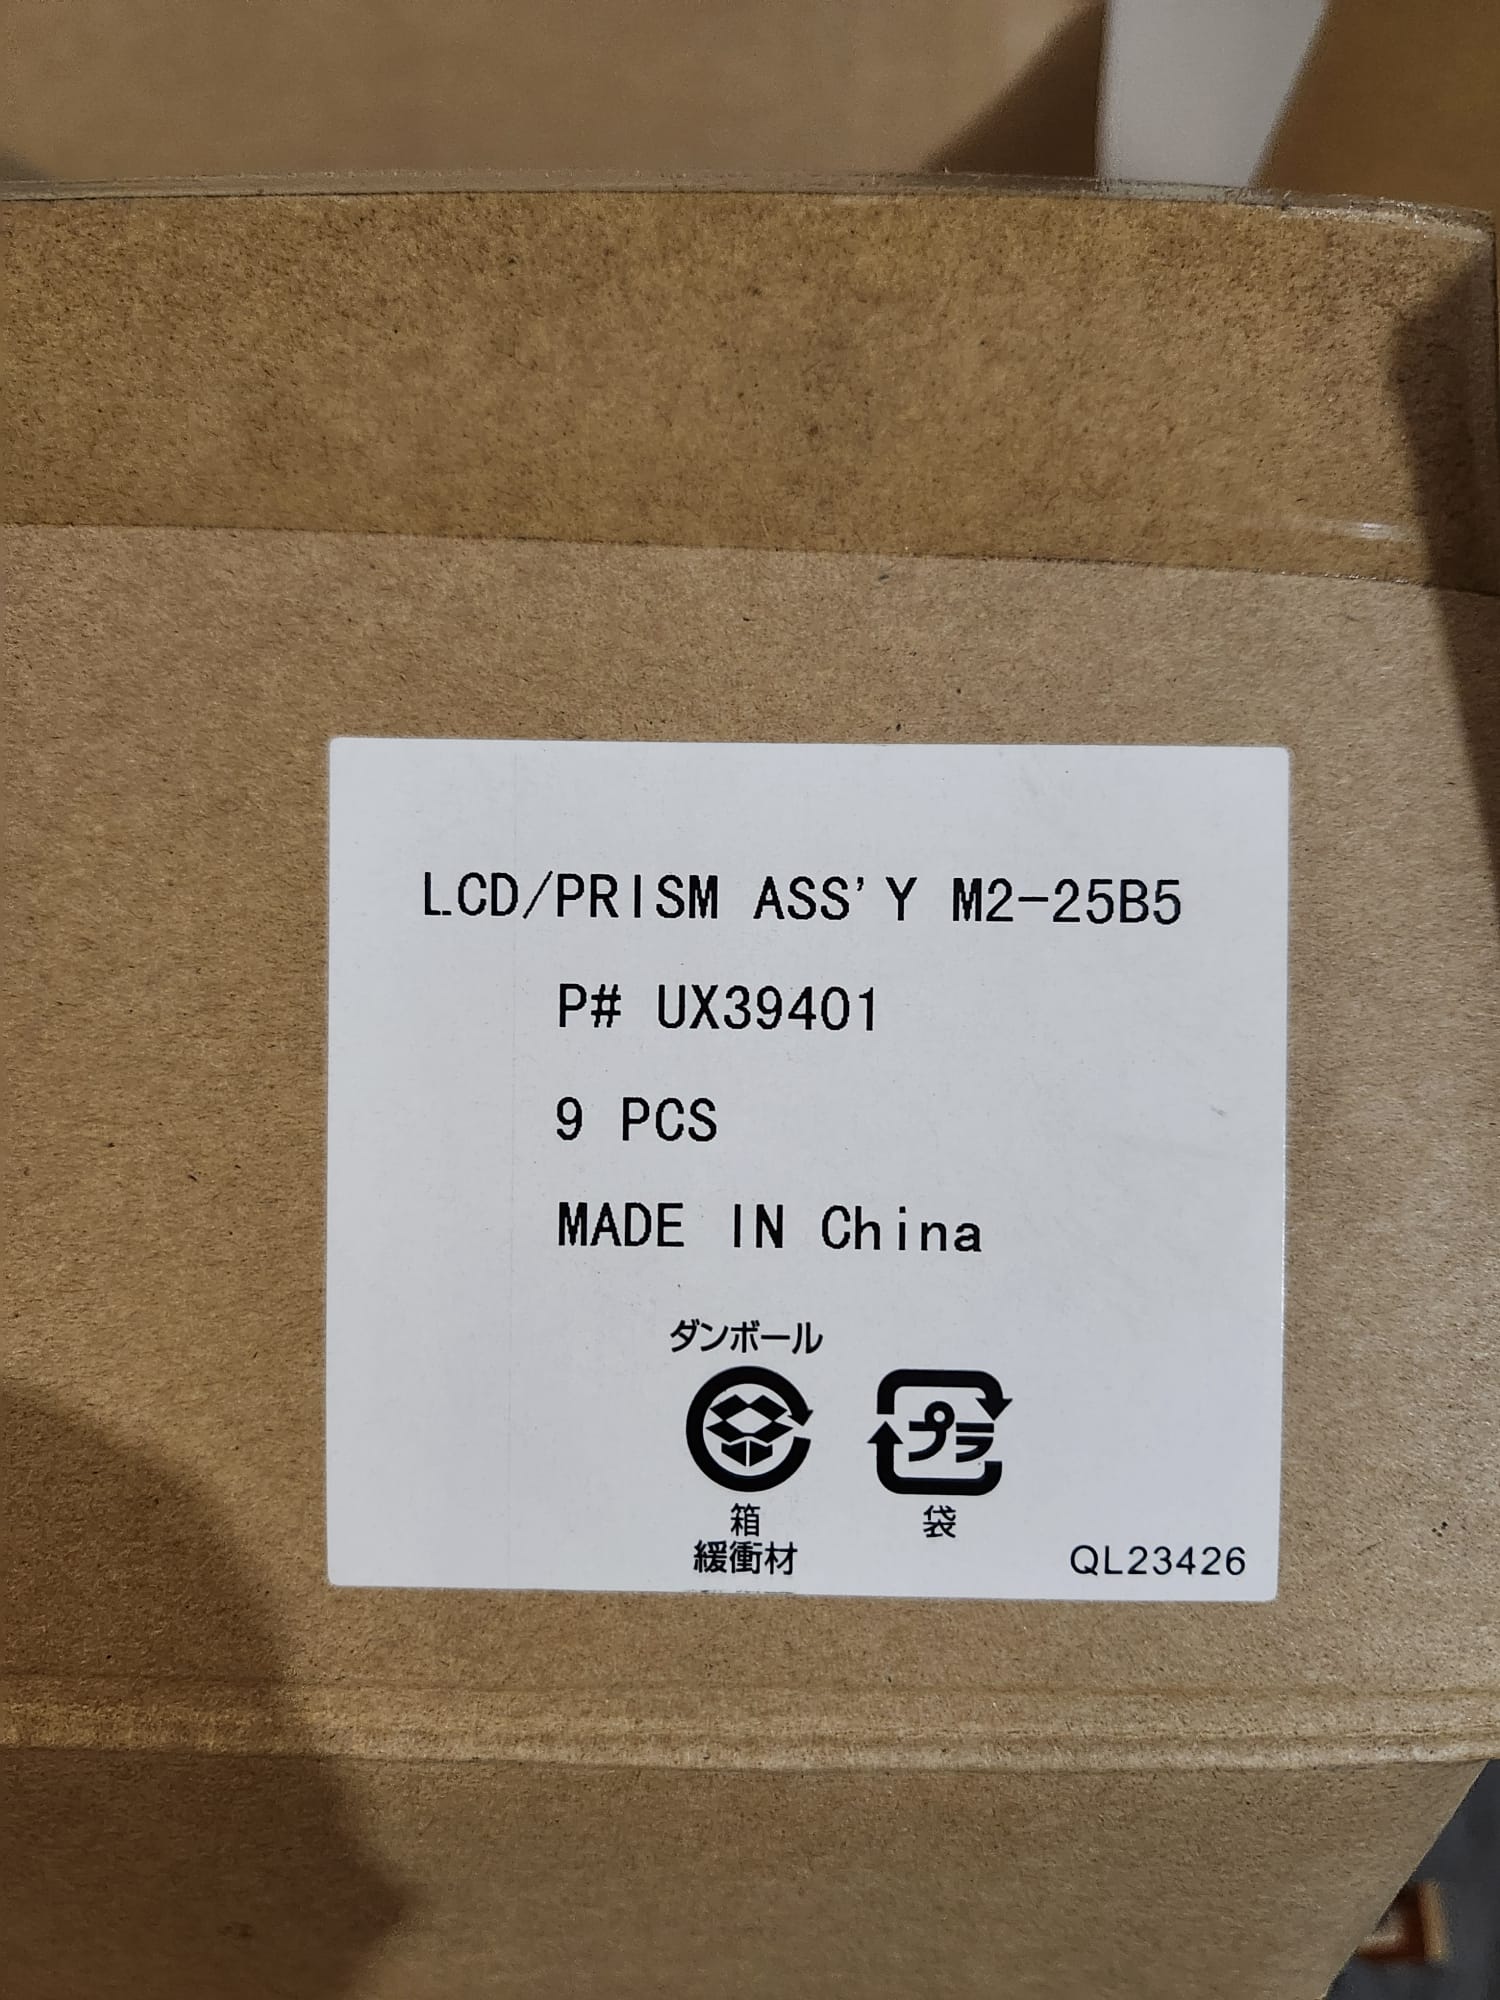 LCD/PRISM ASS'Y M2-25B5
P# UX39401
9 PCS
MADE IN China
ダンボール
プラ
箱 袋
緩衝材
QL23426